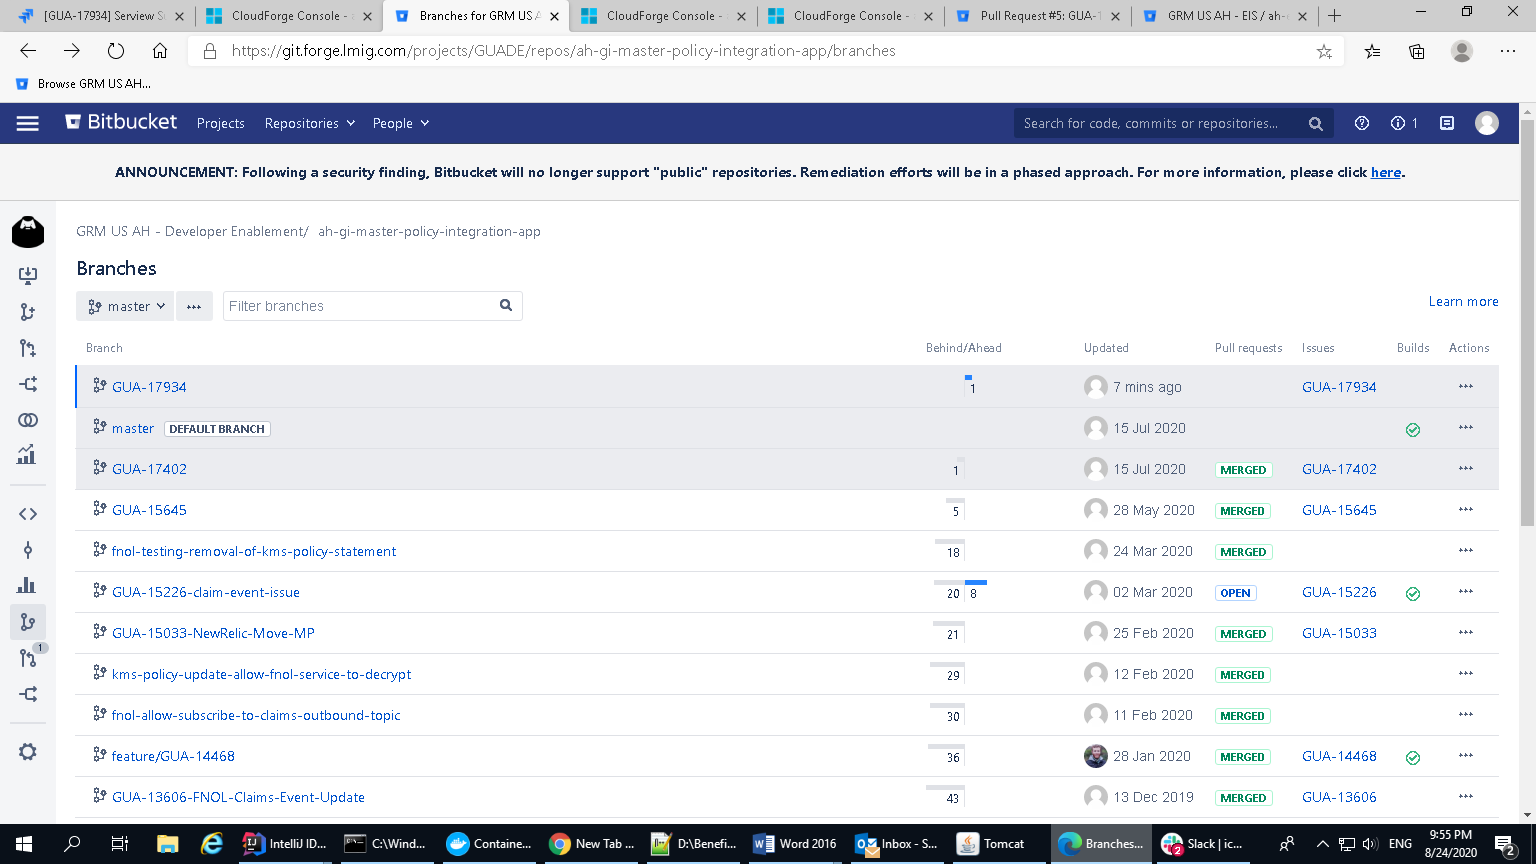 [GUA-17934] Serview S
CloudForge Console -
Branches for GRM US A
CloudForge Console -
CloudForge Console -
Pull Request #5: GUA-1
GRM US AH - EIS / ah-
https://git.forge.lmig.com/projects/GUADE/repos/ah-gi-master-policy-integration-app/branches
Browse GRM US AH...
Bitbucket Projects Repositories People Search for code, commits or repositories... 1
ANNOUNCEMENT: Following a security finding, Bitbucket will no longer support "public" repositories. Remediation efforts will be in a phased approach. For more information, please click here.
GRM US AH - Developer Enablement/ ah-gi-master-policy-integration-app
Branches
master Filter branches Learn more
Branch Behind/Ahead Updated Pull requests Issues Builds Actions
GUA-17934 1 7 mins ago GUA-17934
master DEFAULT BRANCH 15 Jul 2020
GUA-17402 1 15 Jul 2020 MERGED GUA-17402
GUA-15645 5 28 May 2020 MERGED GUA-15645
fnol-testing-removal-of-kms-policy-statement 18 24 Mar 2020 MERGED
GUA-15226-claim-event-issue 20 8 02 Mar 2020 OPEN GUA-15226
GUA-15033-NewRelic-Move-MP 21 25 Feb 2020 MERGED GUA-15033
1
kms-policy-update-allow-fnol-service-to-decrypt 29 12 Feb 2020 MERGED
fnol-allow-subscribe-to-claims-outbound-topic 30 11 Feb 2020 MERGED
feature/GUA-14468 36 28 Jan 2020 MERGED GUA-14468
GUA-13606-FNOL-Claims-Event-Update 43 13 Dec 2019 MERGED GUA-13606
IntelliJ ID... C:\Wind... Containe... New Tab ... D:\Benefi... Word 2016 Inbox - S... Tomcat Branches... 2 Slack | ic... ENG 9:55 PM
8/24/2020 2